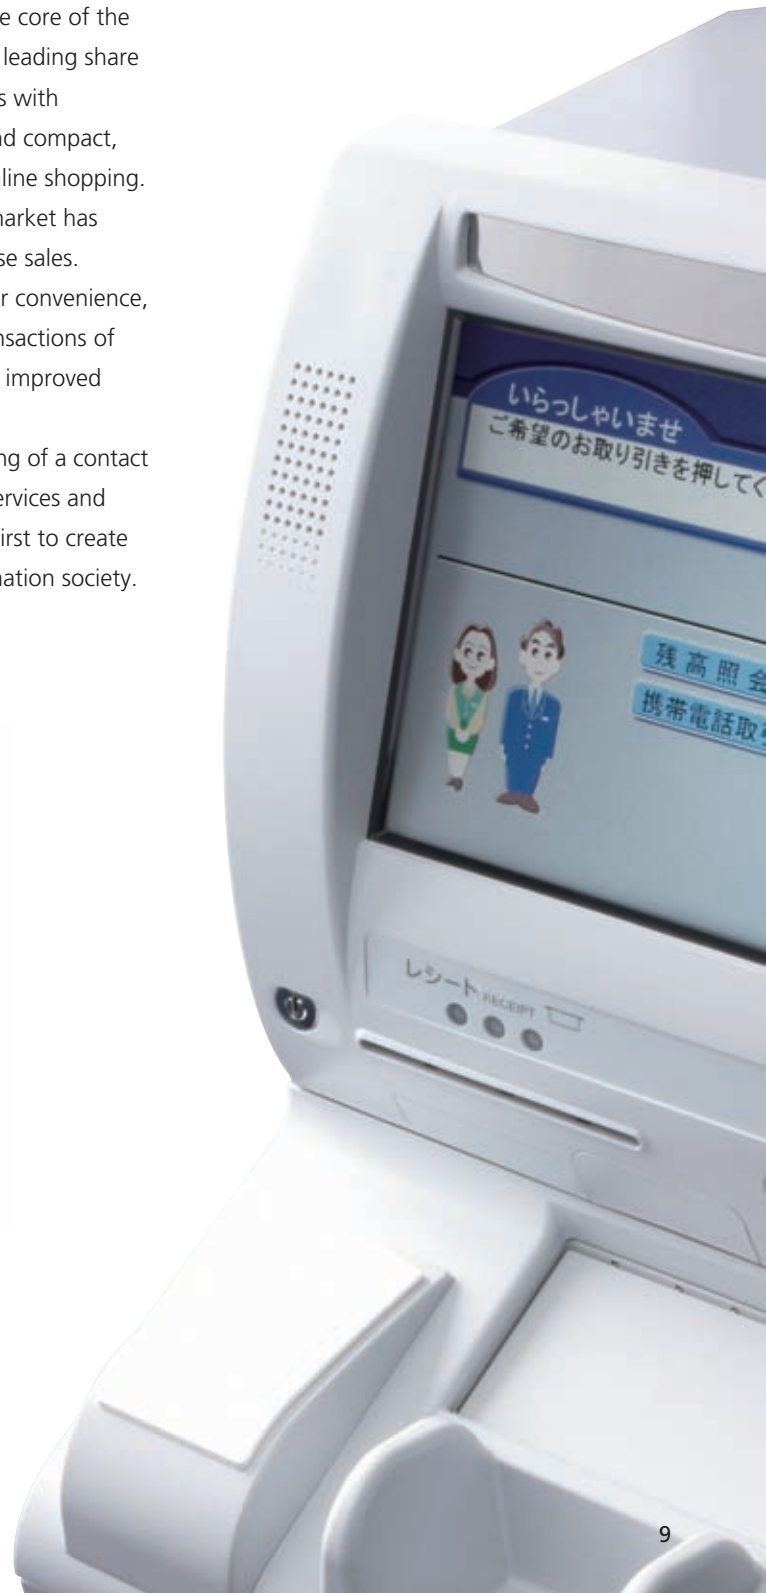 e core of the
leading share
s with
nd compact,
line shopping.
market has
se sales.
r convenience,
nsactions of
improved
ng of a contact
ervices and
irst to create
nation society.
いらっしゃいませ
ご希望のお取り引きを押してく
残高照会
携帯電話取引
レシート RECEIPT
9